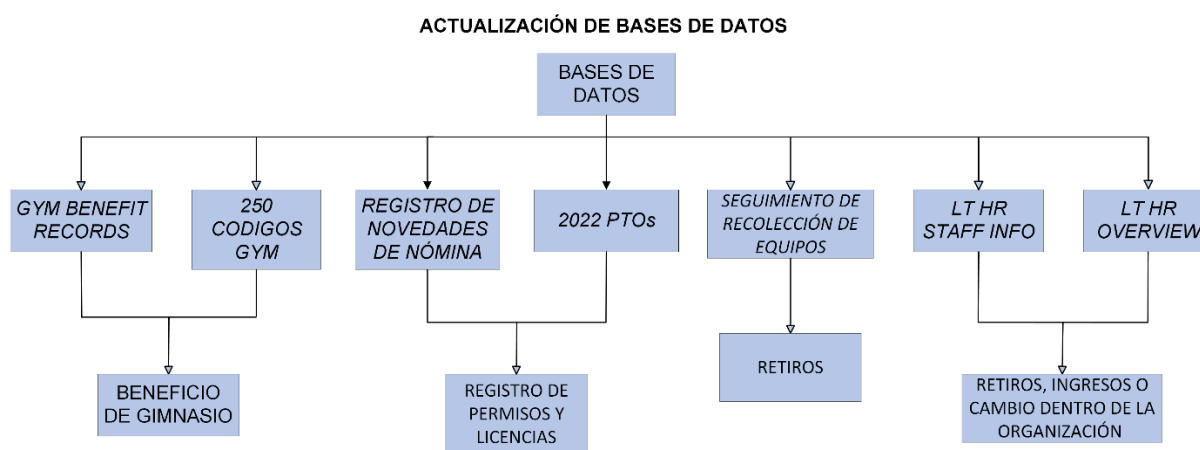 ACTUALIZACIÓN DE BASES DE DATOS
BASES DE
DATOS
GYM BENEFIT
RECORDS
250
CODIGOS
GYM
REGISTRO DE
NOVEDADES
DE NÓMINA
2022 PTOs
SEGUIMIENTO DE
RECOLECCIÓN DE
EQUIPOS
LT HR
STAFF INFO
LT HR
OVERVIEW
BENEFICIO
DE GIMNASIO
REGISTRO DE
PERMISOS Y
LICENCIAS
RETIROS
RETIROS, INGRESOS O
CAMBIO DENTRO DE LA
ORGANIZACIÓN